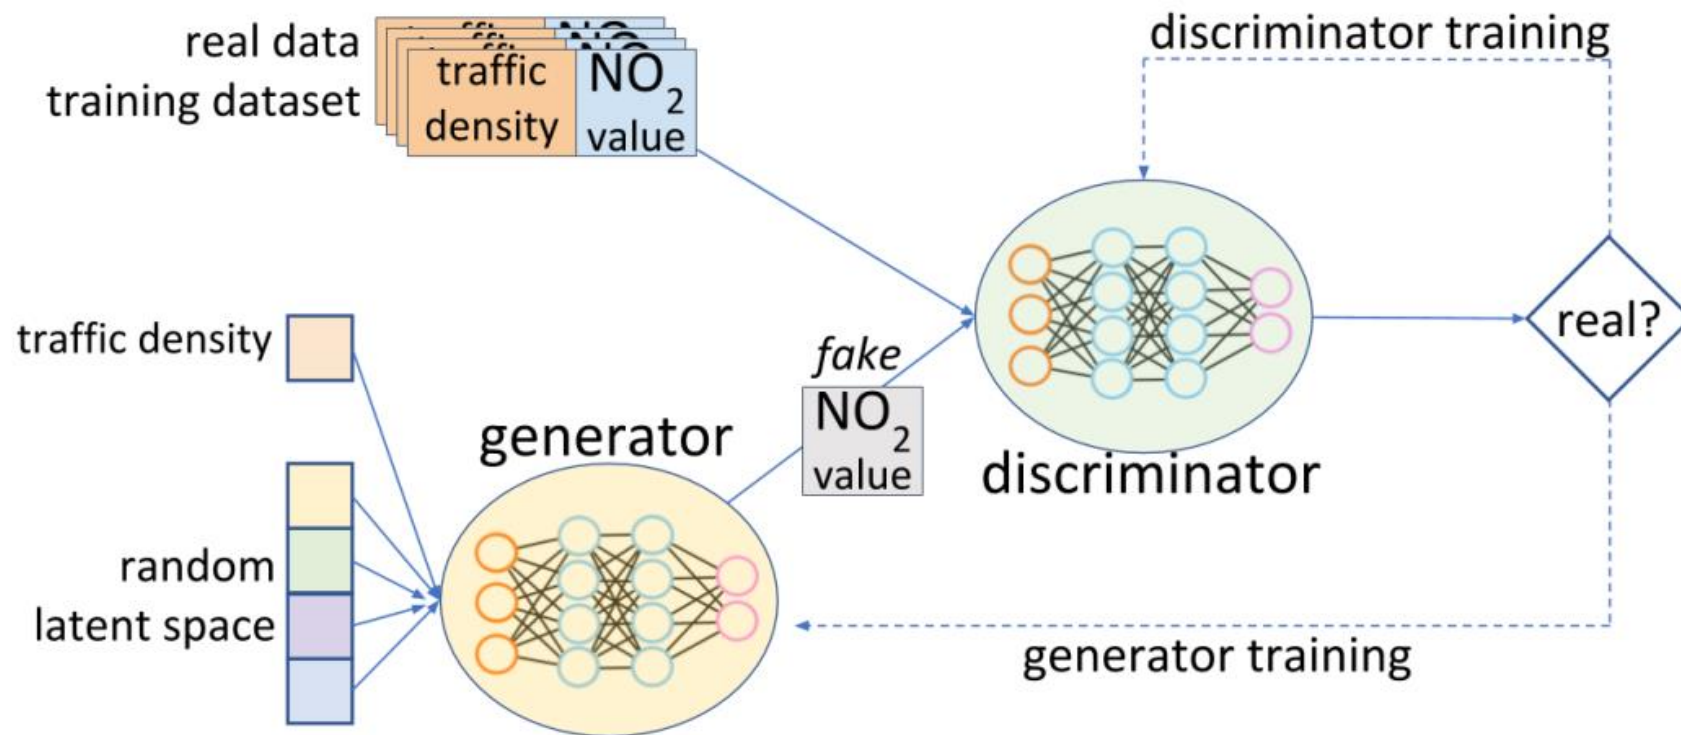 real data
training dataset
traffic
density
NO2
value
discriminator training
traffic density
fake
NO2
value
real?
generator
discriminator
random
latent space
generator training